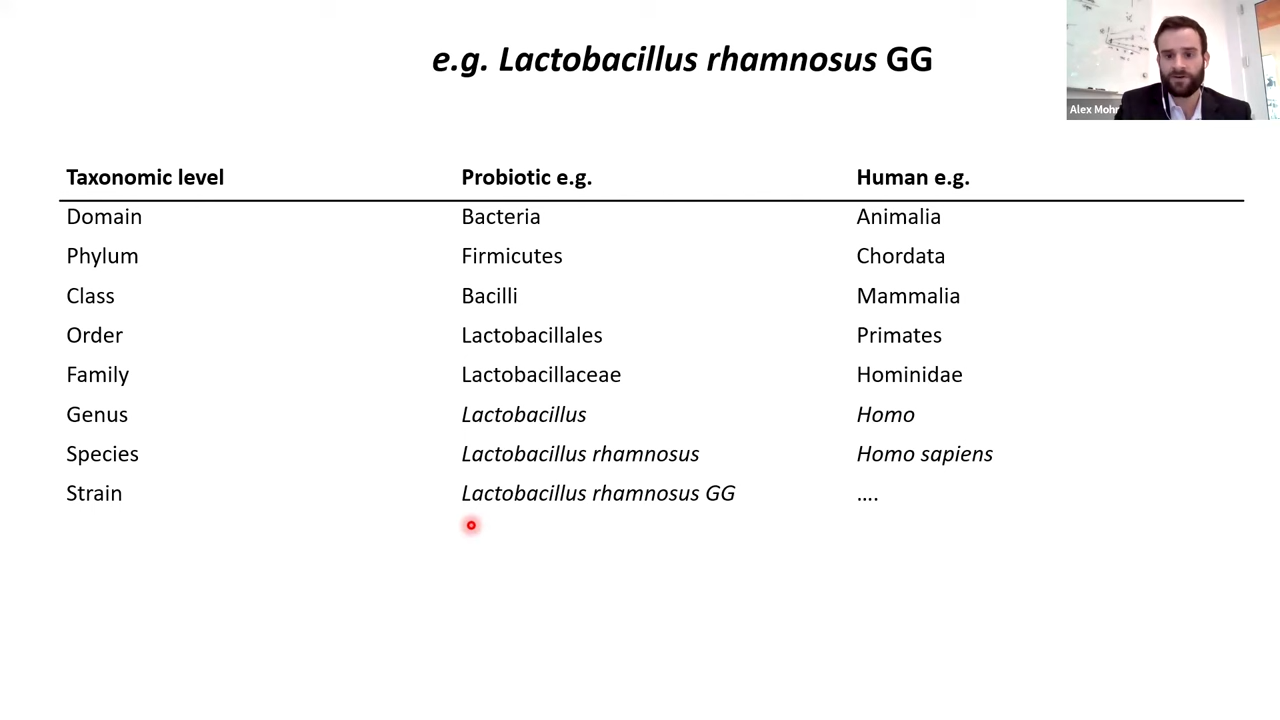 e.g. Lactobacillus rhamnosus GG
Alex Mohr
Taxonomic level Probiotic e.g. Human e.g.
Domain Bacteria Animalia
Phylum Firmicutes Chordata
Class Bacilli Mammalia
Order Lactobacillales Primates
Family Lactobacillaceae Hominidae
Genus Lactobacillus Homo
Species Lactobacillus rhamnosus Homo sapiens
Strain Lactobacillus rhamnosus GG ....